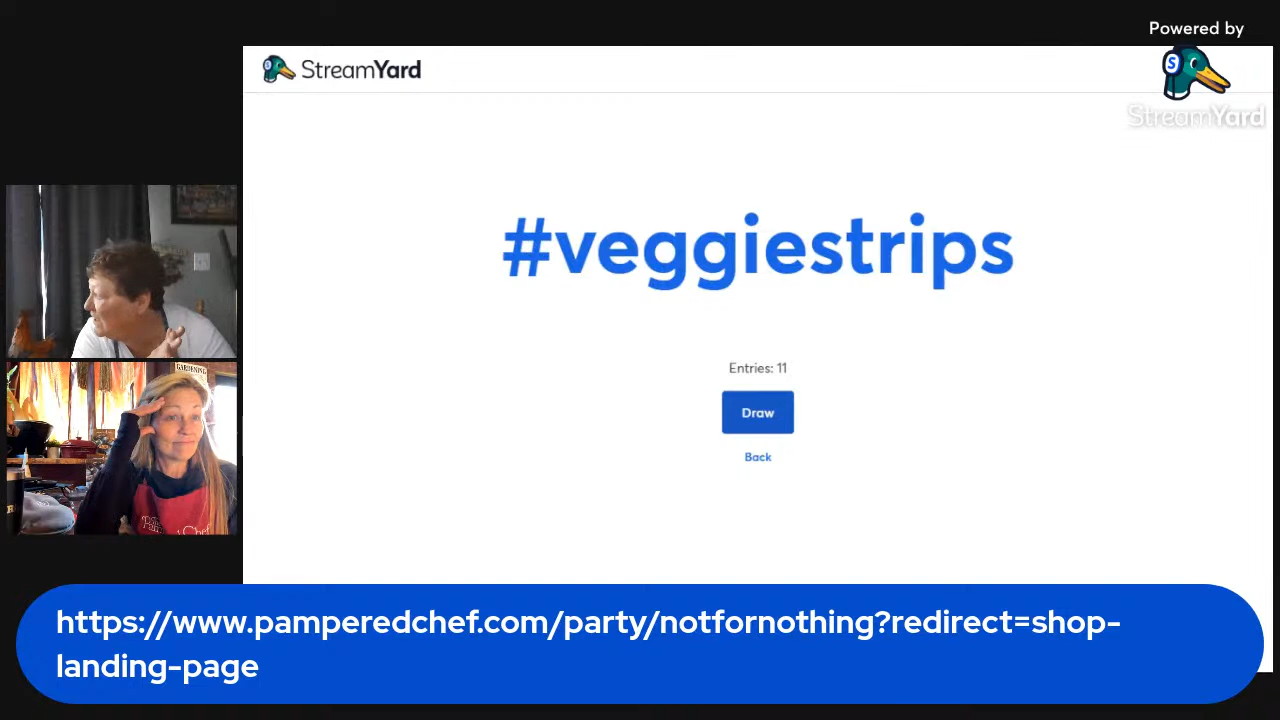 Powered by
StreamYard
StreamYard
#veggiestrips
Entries: 11
Draw
Back
GARDENING
https://www.pamperedchef.com/party/notfornothing?redirect=shop-
landing-page